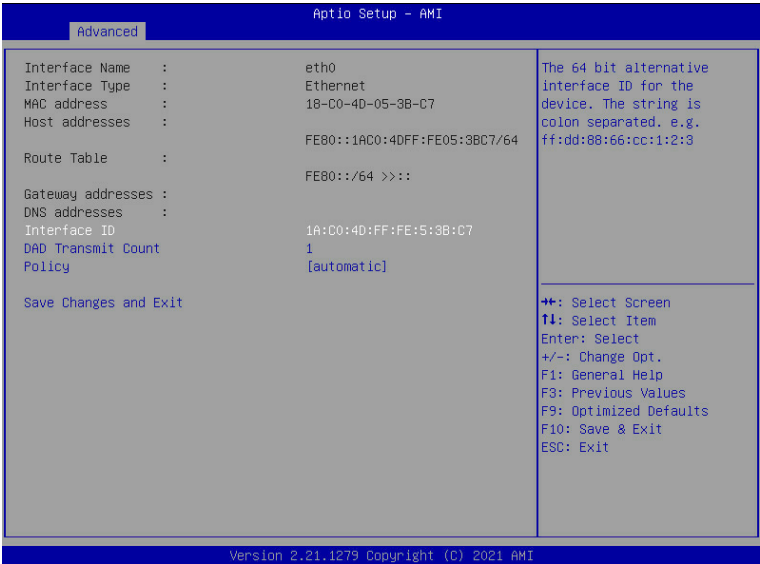 Aptio Setup – AMI
Advanced
Interface Name : eth0
Interface Type : Ethernet
MAC address : 18-C0-4D-05-3B-C7
Host addresses :
FE80::1AC0:4DFF:FE05:3BC7/64
Route Table :
FE80::/64 >>::
Gateway addresses :
DNS addresses :
Interface ID 1A:C0:4D:FF:FE:5:3B:C7
DAD Transmit Count 1
Policy [automatic]
Save Changes and Exit
The 64 bit alternative
interface ID for the
device. The string is
colon separated. e.g.
ff:dd:88:66:cc:1:2:3
→←: Select Screen
↑↓: Select Item
Enter: Select
+/-: Change Opt.
F1: General Help
F3: Previous Values
F9: Optimized Defaults
F10: Save & Exit
ESC: Exit
Version 2.21.1279 Copyright (C) 2021 AMI